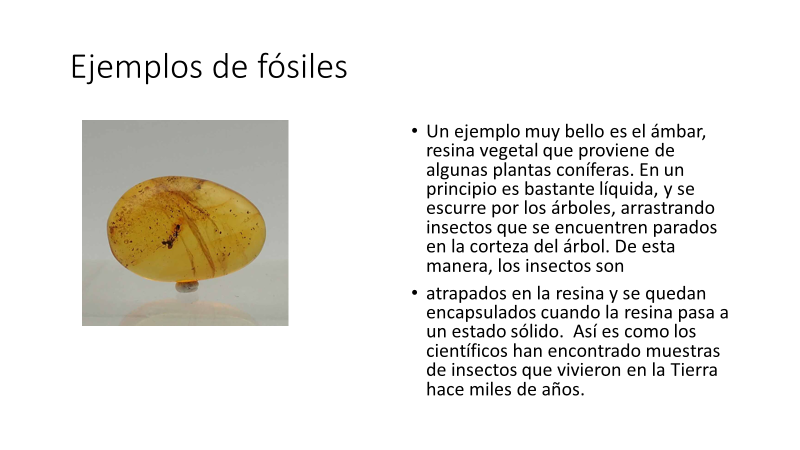 Ejemplos de fósiles
• Un ejemplo muy bello es el ámbar,
resina vegetal que proviene de
algunas plantas coníferas. En un
principio es bastante líquida, y se
escurre por los árboles, arrastrando
insectos que se encuentren parados
en la corteza del árbol. De esta
manera, los insectos son
• atrapados en la resina y se quedan
encapsulados cuando la resina pasa a
un estado sólido.  Así es como los
científicos han encontrado muestras
de insectos que vivieron en la Tierra
hace miles de años.